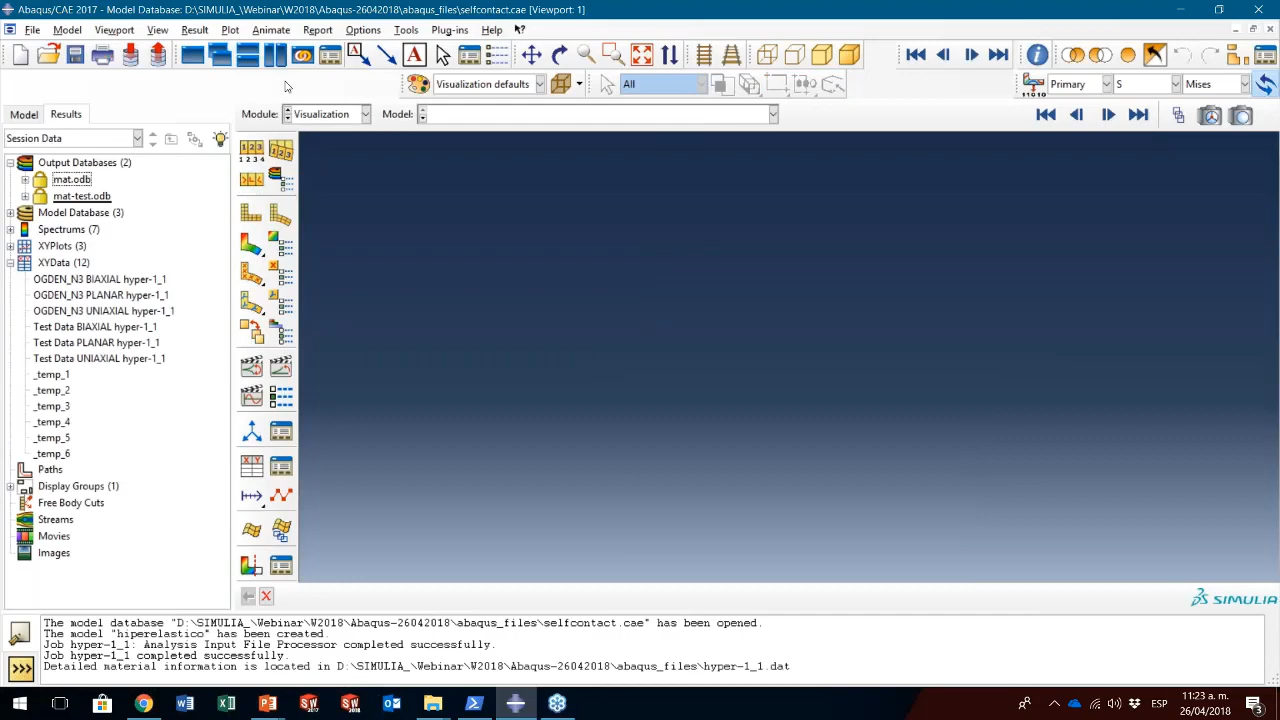 Abaqus/CAE 2017 - Model Database: D:\SIMULIA_\Webinar\W2018\Abaqus-26042018\abaqus_files\selfcontact.cae [Viewport: 1]
File Model Viewport View Result Plot Animate Report Options Tools Plug-ins Help
Visualization defaults All Primary S Mises
Model Results Module: Visualization Model:
Session Data
Output Databases (2)
mat.odb
mat-test.odb
Model Database (3)
Spectrums (7)
XYPlots (3)
XYData (12)
OGDEN_N3 BIAXIAL hyper-1_1
OGDEN_N3 PLANAR hyper-1_1
OGDEN_N3 UNIAXIAL hyper-1_1
Test Data BIAXIAL hyper-1_1
Test Data PLANAR hyper-1_1
Test Data UNIAXIAL hyper-1_1
_temp_1
_temp_2
_temp_3
_temp_4
_temp_5
_temp_6
Paths
Display Groups (1)
Free Body Cuts
Streams
Movies
Images
SIMULIA
The model database "D:\SIMULIA_\Webinar\W2018\Abaqus-26042018\abaqus_files\selfcontact.cae" has been opened.
The model "hiperelastico" has been created.
Job hyper-1_1: Analysis Input File Processor completed successfully.
Job hyper-1_1 completed successfully.
Detailed material information is located in D:\SIMULIA_\Webinar\W2018\Abaqus-26042018\abaqus_files\hyper-1_1.dat
ESP
11:23 a. m.
26/04/2018